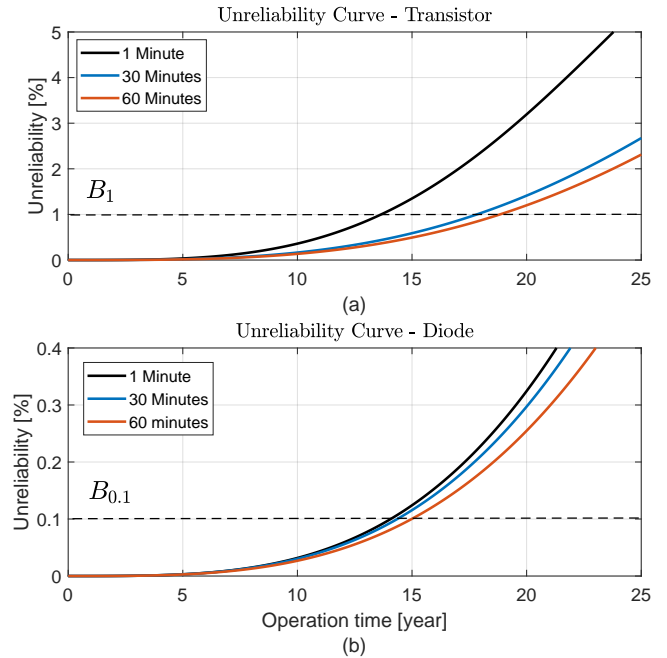 Unreliability Curve - Transistor
5
4
3
2
1
0
Unreliability [%]
1 Minute
30 Minutes
60 Minutes
B1
0 5 10 15 20 25
(a)
Unreliability Curve - Diode
0.4
0.3
0.2
0.1
0
Unreliability [%]
1 Minute
30 Minutes
60 minutes
B0.1
0 5 10 15 20 25
Operation time [year]
(b)